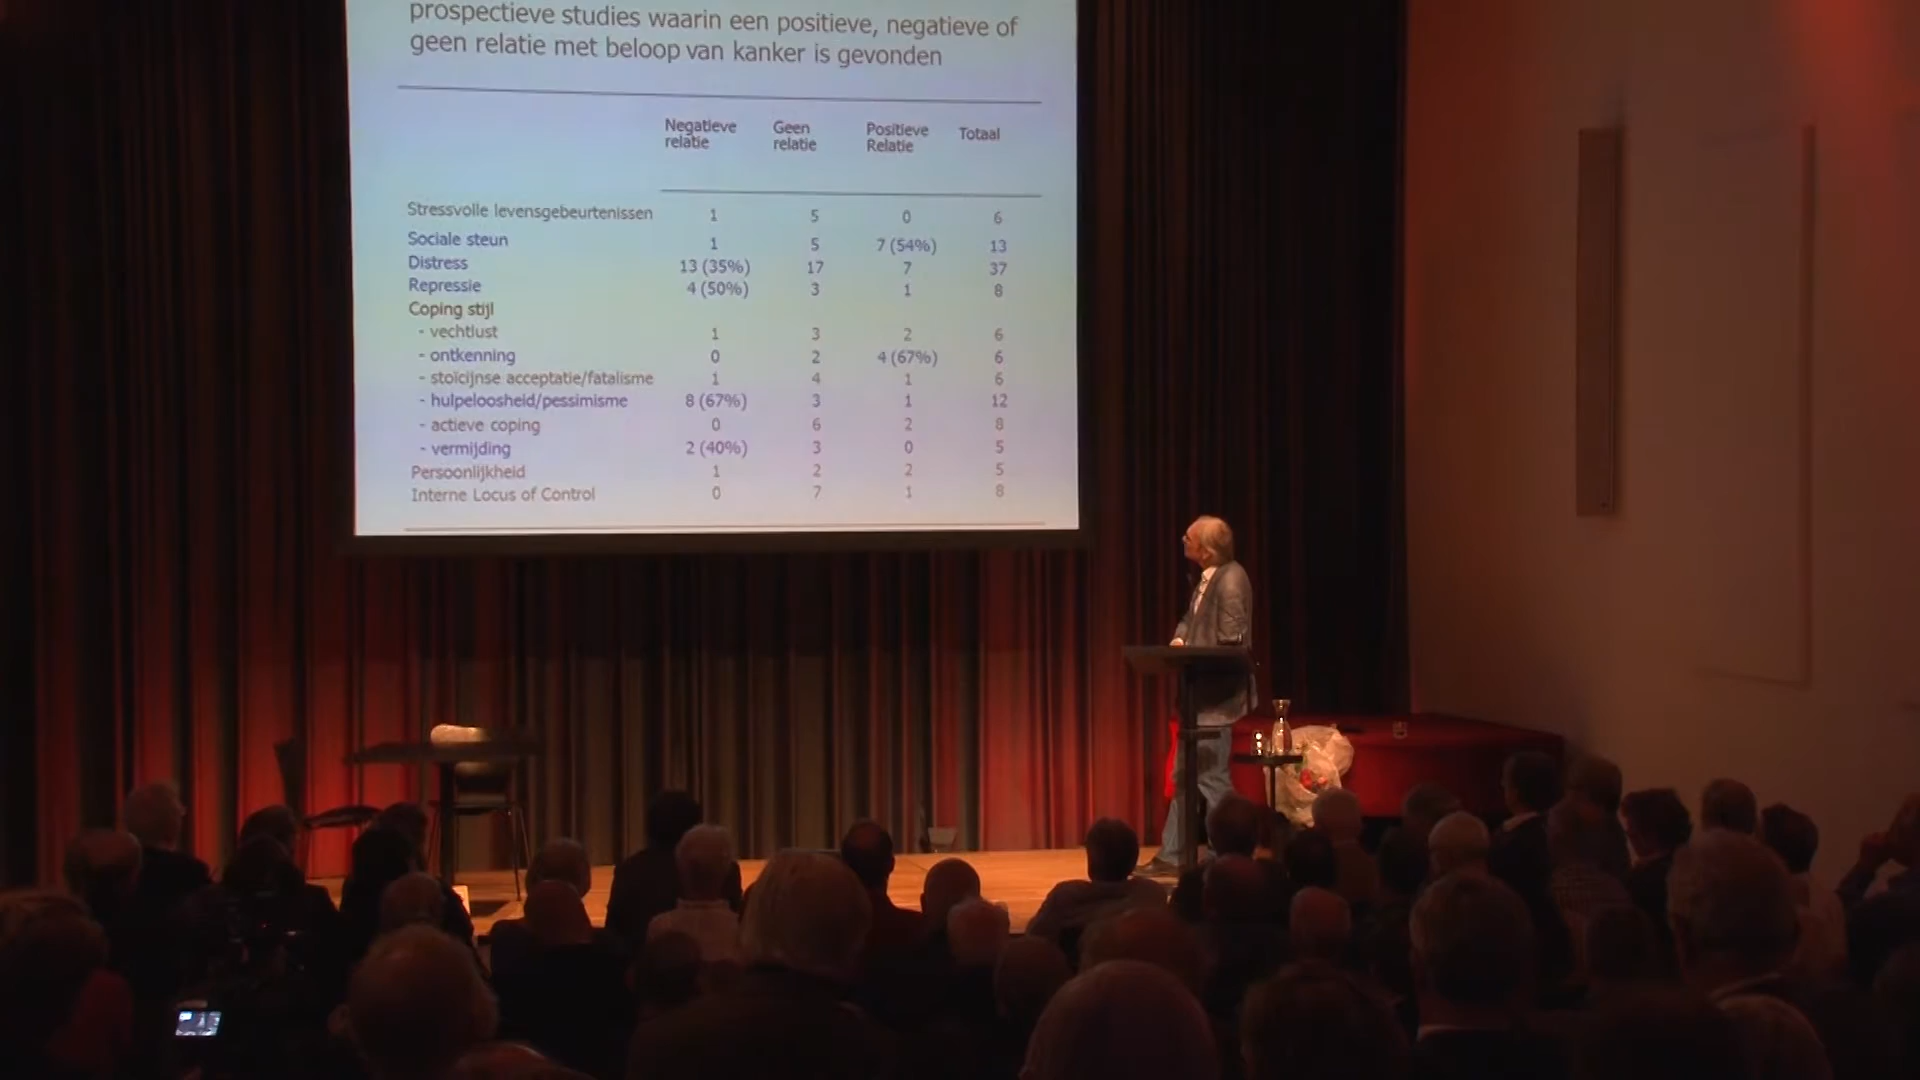 prospectieve studies waarin een positieve, negatieve of
geen relatie met beloop van kanker is gevonden
Negatieve relatie Geen relatie Positieve Relatie Totaal
Stressvolle levensgebeurtenissen 1 5 0 6
Sociale steun 1 5 7 (54%) 13
Distress 13 (35%) 17 7 37
Repressie 4 (50%) 3 1 8
Coping stijl
- vechtlust 1 3 2 6
- ontkenning 0 2 4 (67%) 6
- stoïcijnse acceptatie/fatalisme 1 4 1 6
- hulpeloosheid/pessimisme 8 (67%) 3 1 12
- actieve coping 0 6 2 8
- vermijding 2 (40%) 3 0 5
Persoonlijkheid 1 2 2 5
Interne Locus of Control 0 7 1 8